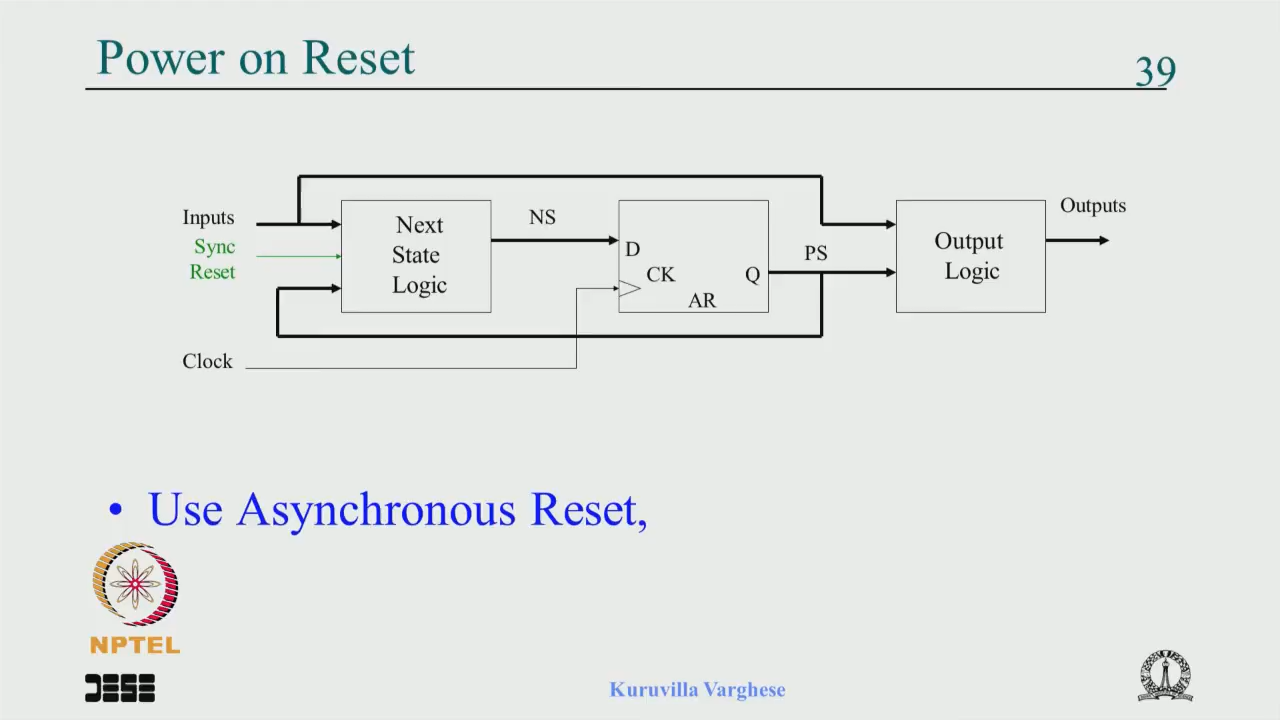 Power on Reset
39
Inputs
Sync
Reset
Clock
Next
State
Logic
NS
D
CK
Q
AR
PS
Output
Logic
Outputs
• Use Asynchronous Reset,
NPTEL
DESE
Kuruvilla Varghese